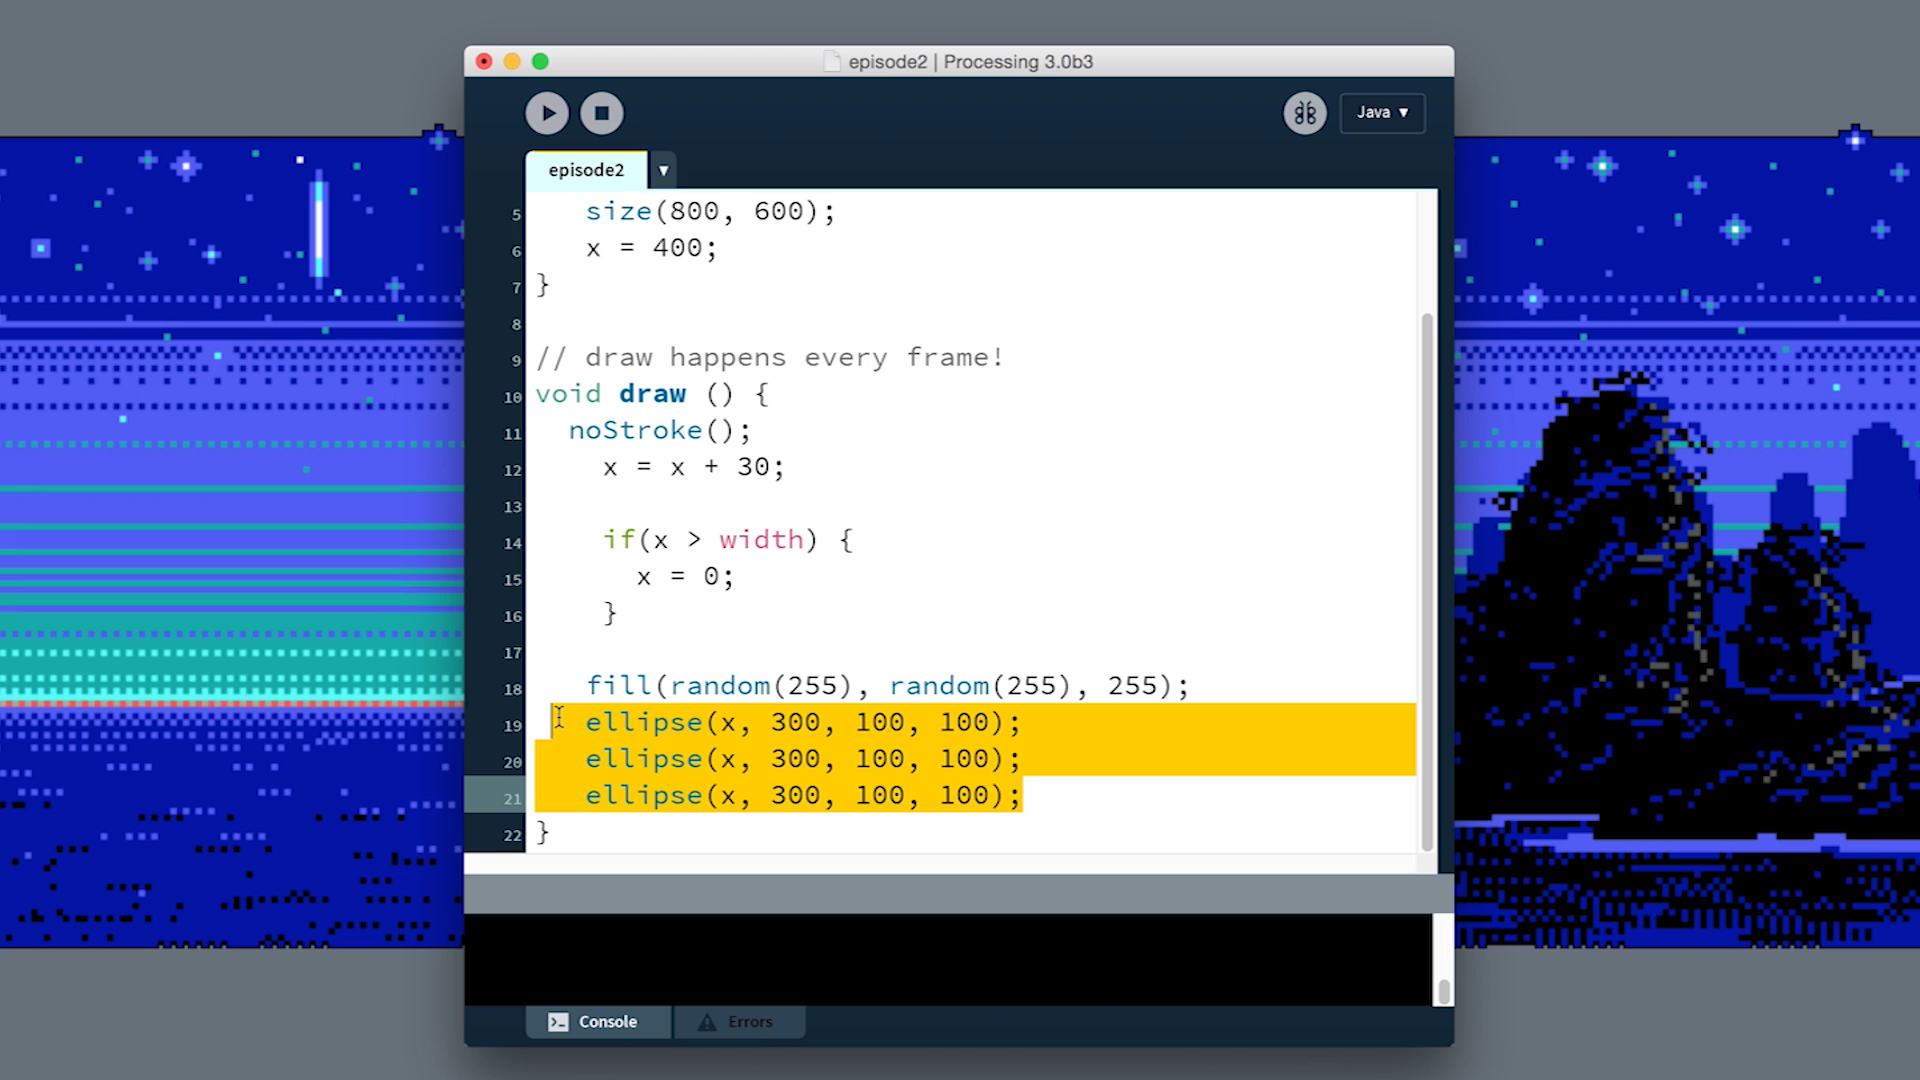 episode2 | Processing 3.0b3
Java ▾
episode2 ▾
5 size(800, 600);
6 x = 400;
7 }
8
9 // draw happens every frame!
10 void draw () {
11 noStroke();
12 x = x + 30;
13
14 if(x > width) {
15 x = 0;
16 }
17
18 fill(random(255), random(255), 255);
19 ellipse(x, 300, 100, 100);
20 ellipse(x, 300, 100, 100);
21 ellipse(x, 300, 100, 100);
22 }
Console Errors